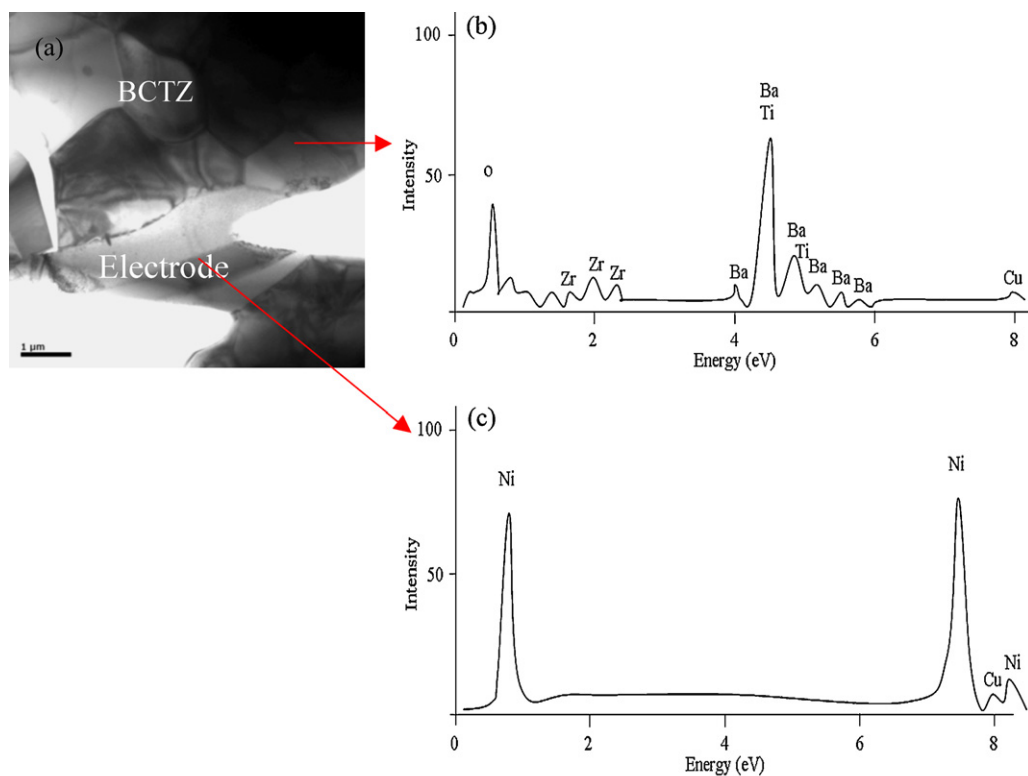 (a)
BCTZ
Electrode
1 µm
(b)
100
50
Intensity
O
Zr
Zr
Zr
Ba
Ba
Ti
Ba
Ti
Ba
Ba
Ba
Cu
0
2
4
6
8
Energy (eV)
(c)
100
50
Intensity
Ni
Ni
Cu
Ni
0
2
4
6
8
Energy (eV)